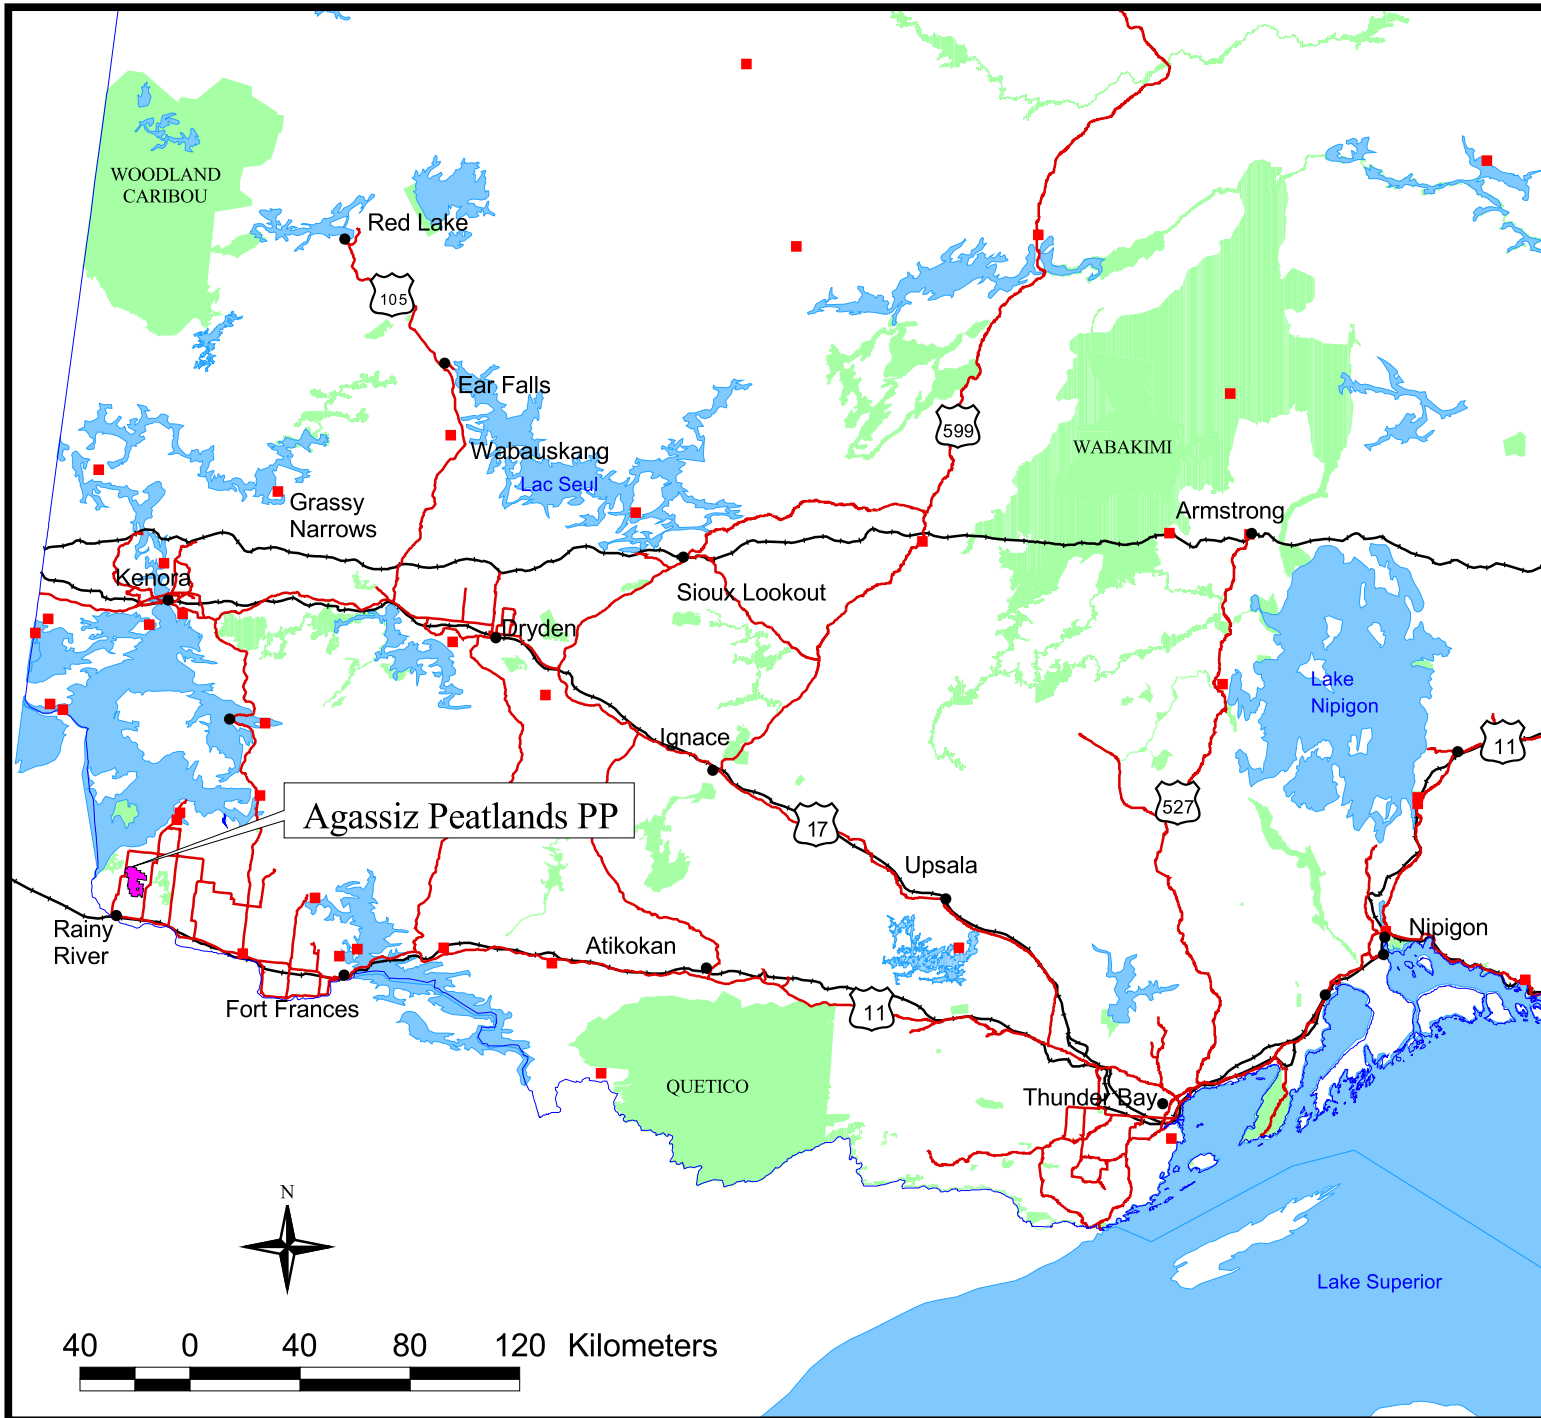 WOODLAND
CARIBOU
Red Lake
105
Ear Falls
599
WABAKIMI
Wabauskang
Lac Seul
Grassy
Narrows
Armstrong
Kenora
Sioux Lookout
Dryden
Lake
Nipigon
Ignace
11
527
Agassiz Peatlands PP
17
Upsala
Rainy
River
Atikokan
Nipigon
Fort Frances
11
QUETICO
Thunder Bay
N
Lake Superior
40 0 40 80 120 Kilometers